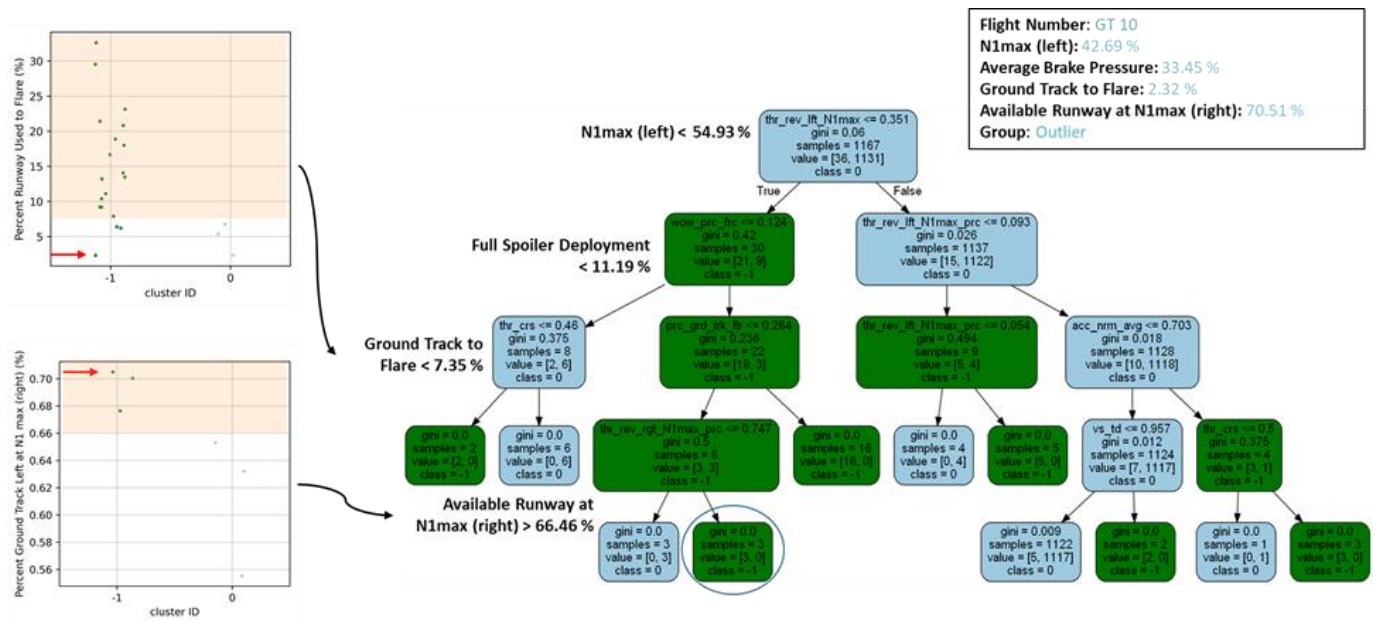 Flight Number: GT 10
N1max (left): 42.69 %
Average Brake Pressure: 33.45 %
Ground Track to Flare: 2.32 %
Available Runway at N1max (right): 70.51 %
Group: Outlier
Percent Runway Used to Flare (%)
30
25
20
15
10
5
-1
0
cluster ID
Percent Ground Track Left at N1 max (right) (%)
0.70
0.68
0.66
0.64
0.62
0.60
0.58
0.56
-1
0
cluster ID
N1max (left) < 54.93 %
thr_rev_lft_N1max <= 0.351
gini = 0.06
samples = 1167
value = [36, 1131]
class = 0
True
False
Full Spoiler Deployment
< 11.19 %
wow_prc_frc <= 0.124
gini = 0.42
samples = 30
value = [21, 9]
class = -1
thr_rev_lft_N1max_prc <= 0.093
gini = 0.026
samples = 1137
value = [15, 1122]
class = 0
Ground Track to
Flare < 7.35 %
thr_crs <= 0.46
gini = 0.375
samples = 8
value = [2, 6]
class = 0
prc_grd_trk_flr <= 0.264
gini = 0.236
samples = 22
value = [19, 3]
class = -1
thr_rev_lft_N1max_prc <= 0.054
gini = 0.494
samples = 9
value = [5, 4]
class = -1
acc_nrm_avg <= 0.703
gini = 0.018
samples = 1128
value = [10, 1118]
class = 0
gini = 0.0
samples = 2
value = [2, 0]
class = -1
gini = 0.0
samples = 6
value = [0, 6]
class = 0
thr_rev_rgt_N1max_prc <= 0.747
gini = 0.5
samples = 6
value = [3, 3]
class = -1
gini = 0.0
samples = 16
value = [16, 0]
class = -1
gini = 0.0
samples = 4
value = [0, 4]
class = 0
gini = 0.0
samples = 5
value = [5, 0]
class = -1
vs_td <= 0.957
gini = 0.012
samples = 1124
value = [7, 1117]
class = 0
thr_crs <= 0.5
gini = 0.375
samples = 4
value = [3, 1]
class = -1
Available Runway at
N1max (right) > 66.46 %
gini = 0.0
samples = 3
value = [0, 3]
class = 0
gini = 0.0
samples = 3
value = [3, 0]
class = -1
gini = 0.009
samples = 1122
value = [5, 1117]
class = 0
gini = 0.0
samples = 2
value = [2, 0]
class = -1
gini = 0.0
samples = 1
value = [0, 1]
class = 0
gini = 0.0
samples = 3
value = [3, 0]
class = -1